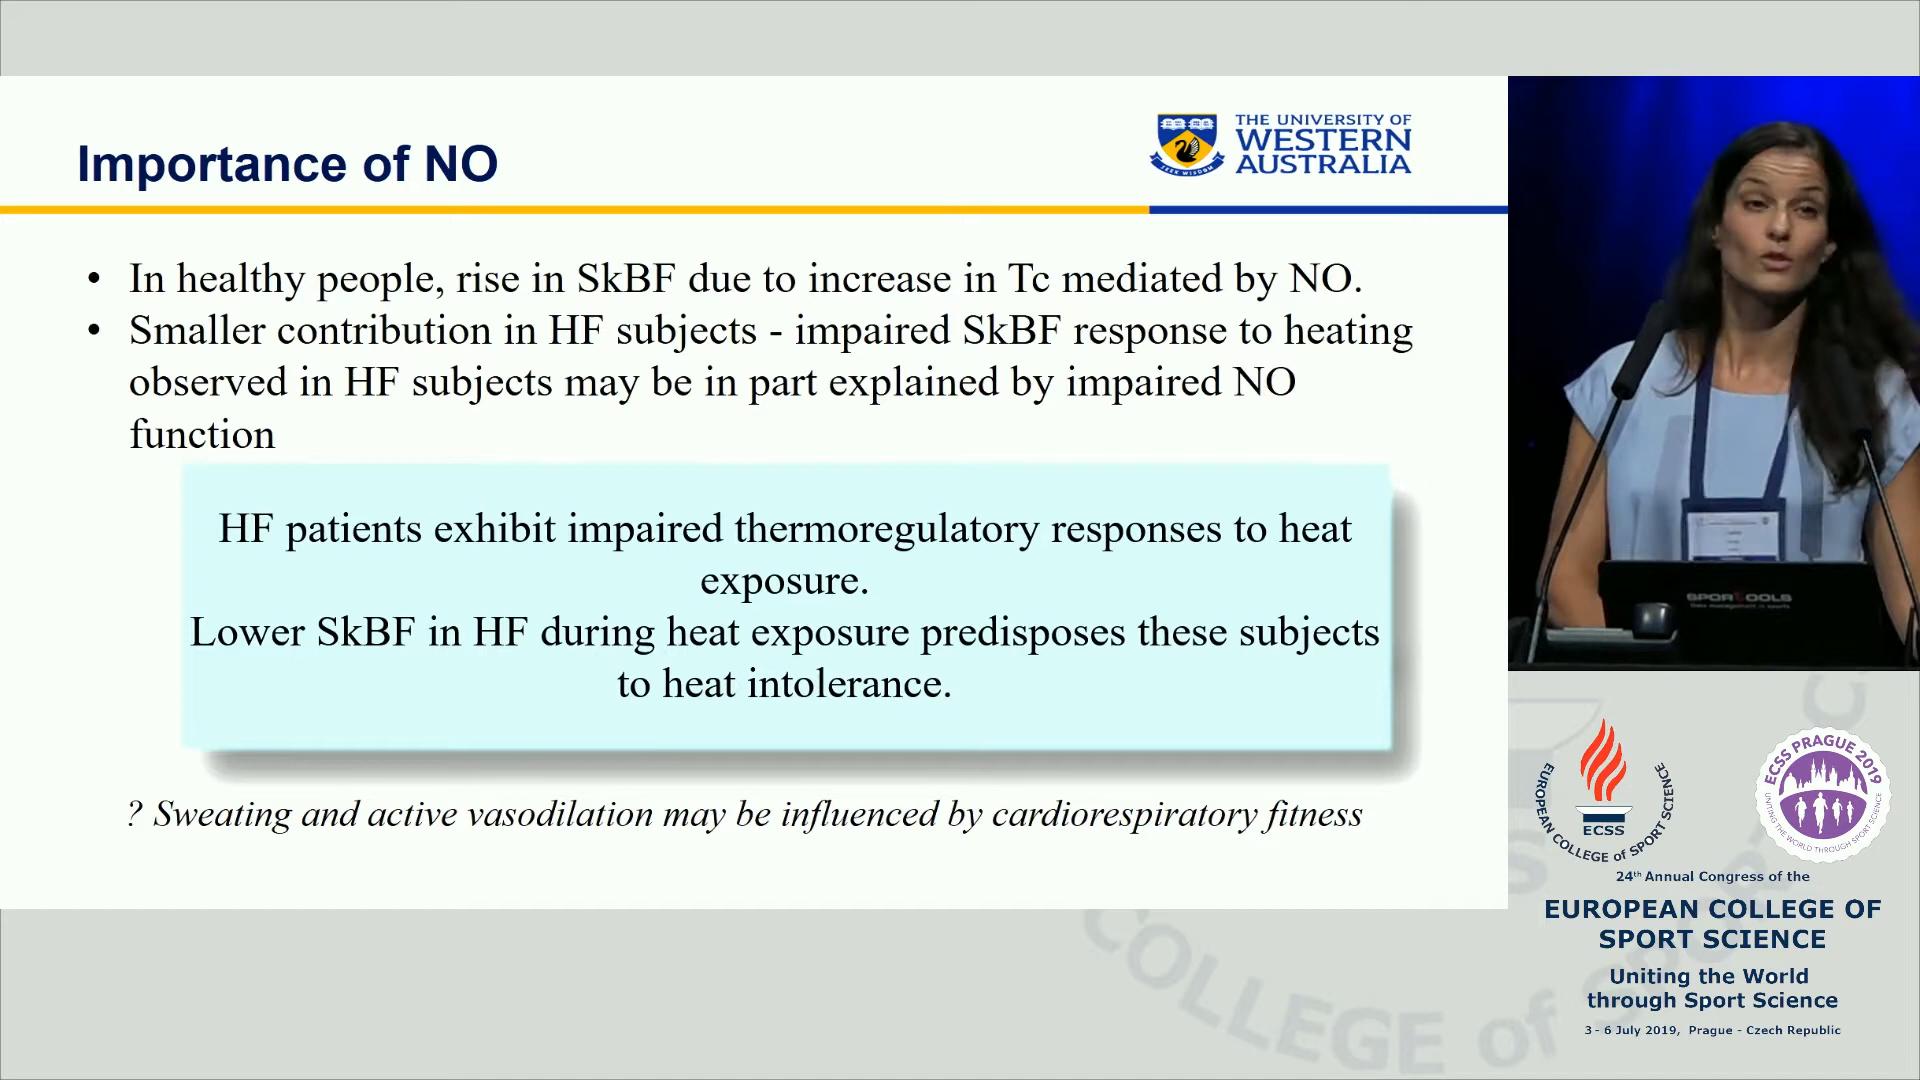 Importance of NO
THE UNIVERSITY OF
WESTERN
AUSTRALIA
SEEK WISDOM
• In healthy people, rise in SkBF due to increase in Tc mediated by NO.
• Smaller contribution in HF subjects - impaired SkBF response to heating
observed in HF subjects may be in part explained by impaired NO
function
HF patients exhibit impaired thermoregulatory responses to heat
exposure.
Lower SkBF in HF during heat exposure predisposes these subjects
to heat intolerance.
? Sweating and active vasodilation may be influenced by cardiorespiratory fitness
SPORTOOLS
EUROPEAN COLLEGE of SPORT SCIENCE
ECSS
ECSS PRAGUE 2019
UNITING THE WORLD THROUGH SPORT SCIENCE
24th Annual Congress of the
EUROPEAN COLLEGE OF
SPORT SCIENCE
Uniting the World
through Sport Science
3 - 6 July 2019, Prague - Czech Republic
COLLEGE of SPORT